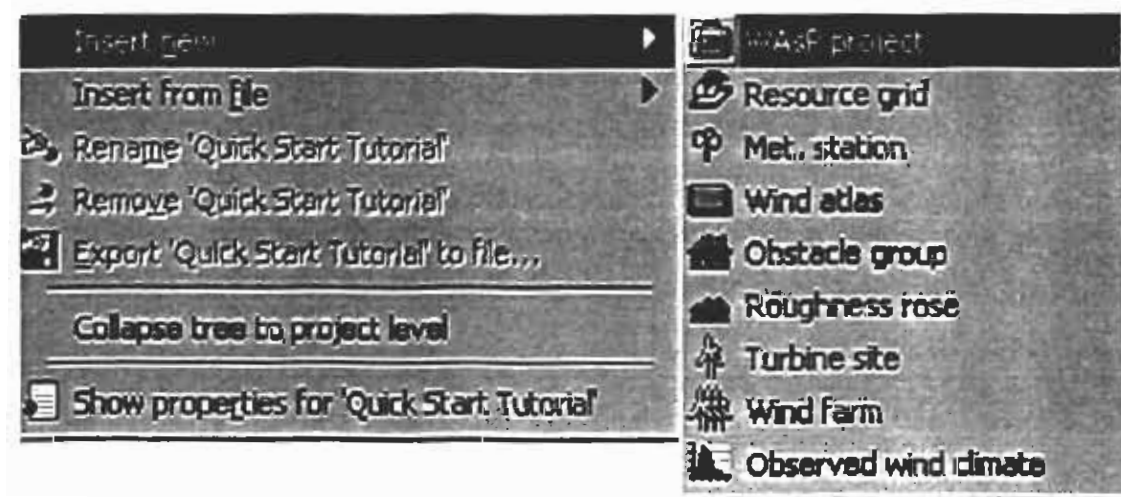 Insert new
Insert from file
Rename 'Quick Start Tutorial'
Remove 'Quick Start Tutorial'
Export 'Quick Start Tutorial' to file...
Collapse tree to project level
Show properties for 'Quick Start Tutorial'
WAsP project
Resource grid
Met. station
Wind atlas
Obstacle group
Roughness rose
Turbine site
Wind farm
Observed wind climate